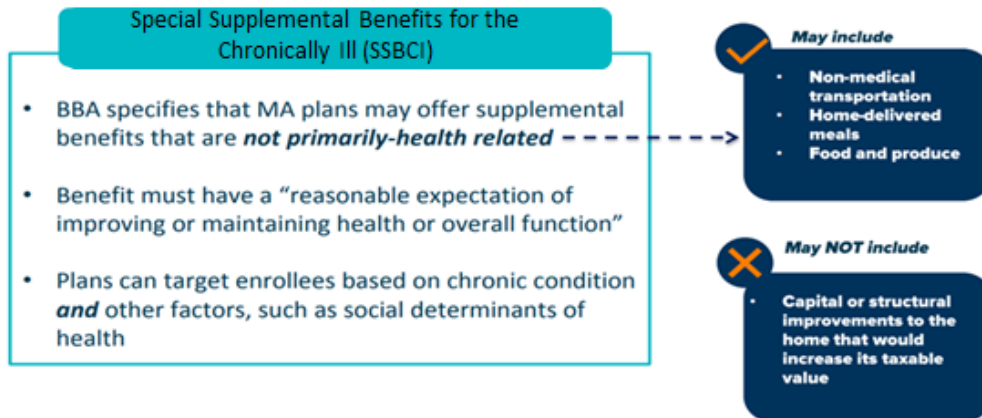 Special Supplemental Benefits for the
Chronically Ill (SSBCI)
• BBA specifies that MA plans may offer supplemental
benefits that are not primarily-health related
• Benefit must have a “reasonable expectation of
improving or maintaining health or overall function”
• Plans can target enrollees based on chronic condition
and other factors, such as social determinants of
health
May include
• Non-medical
transportation
• Home-delivered
meals
• Food and produce
May NOT include
• Capital or structural
improvements to the
home that would
increase its taxable
value